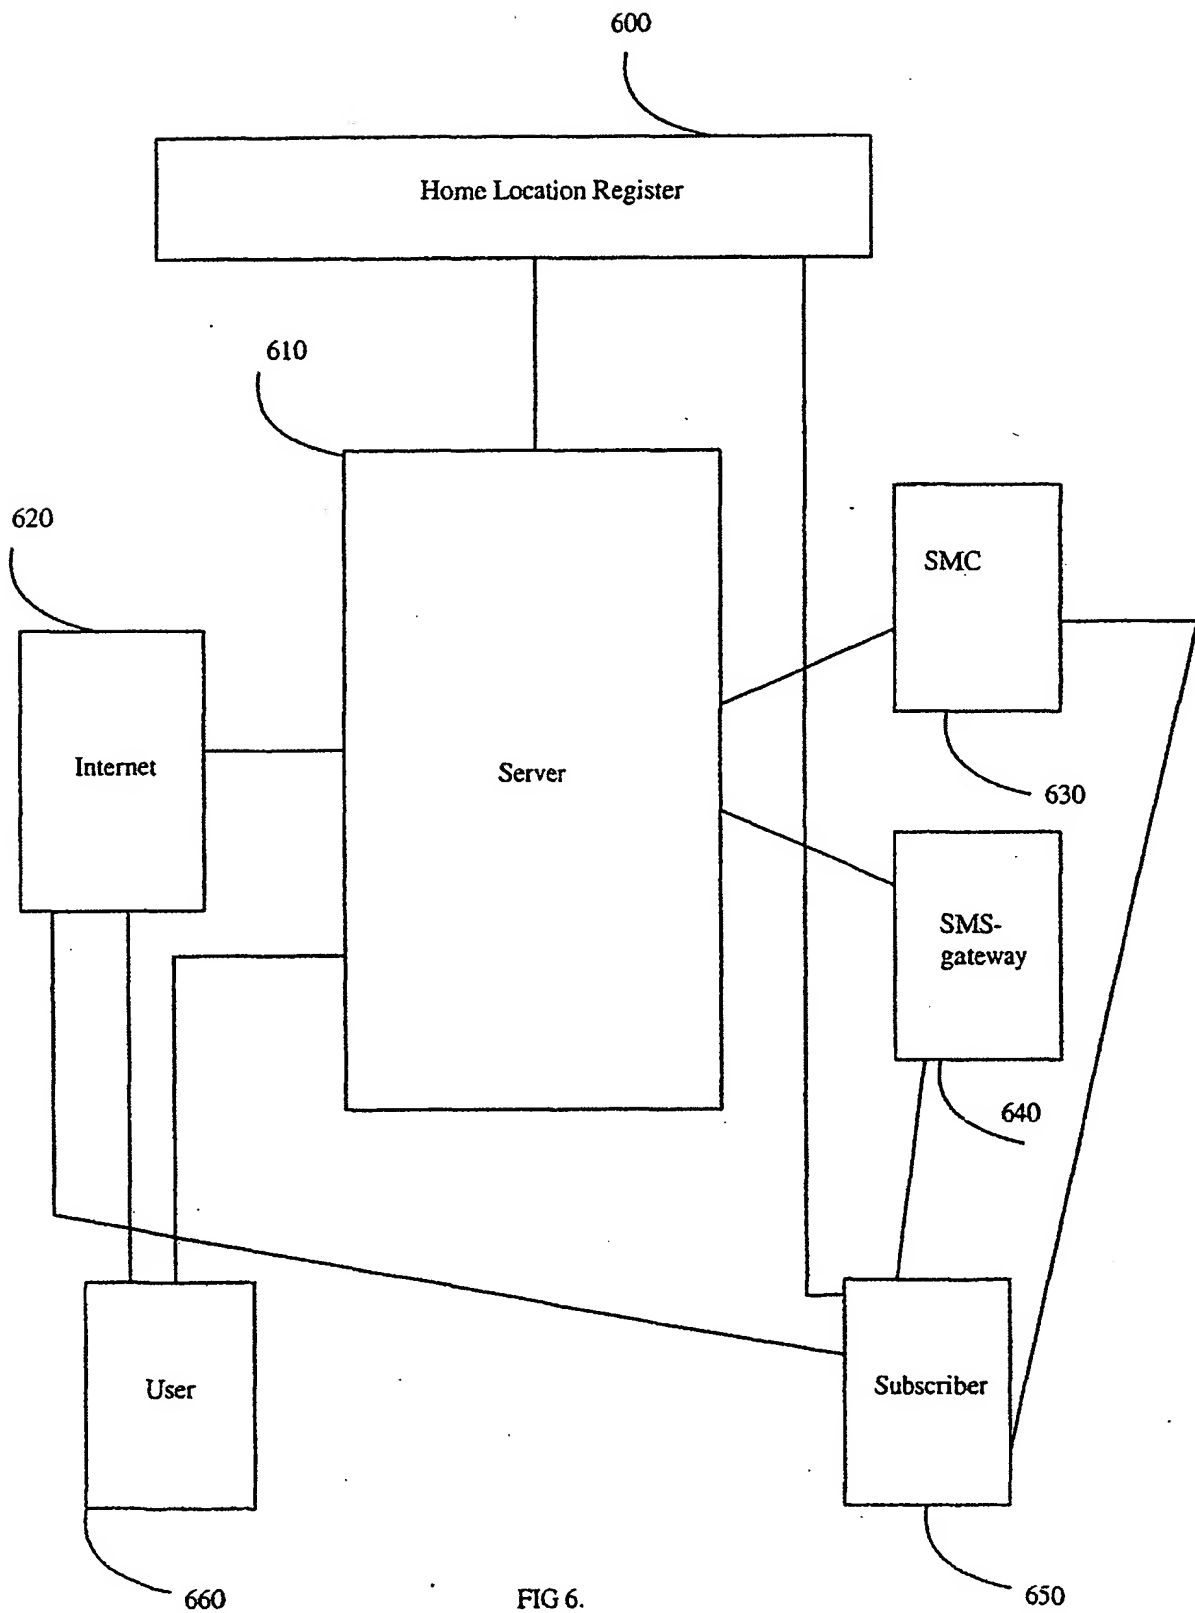 600
Home Location Register
610
620
SMC
Internet
Server
630
SMS-
gateway
640
User
Subscriber
660
FIG 6.
650